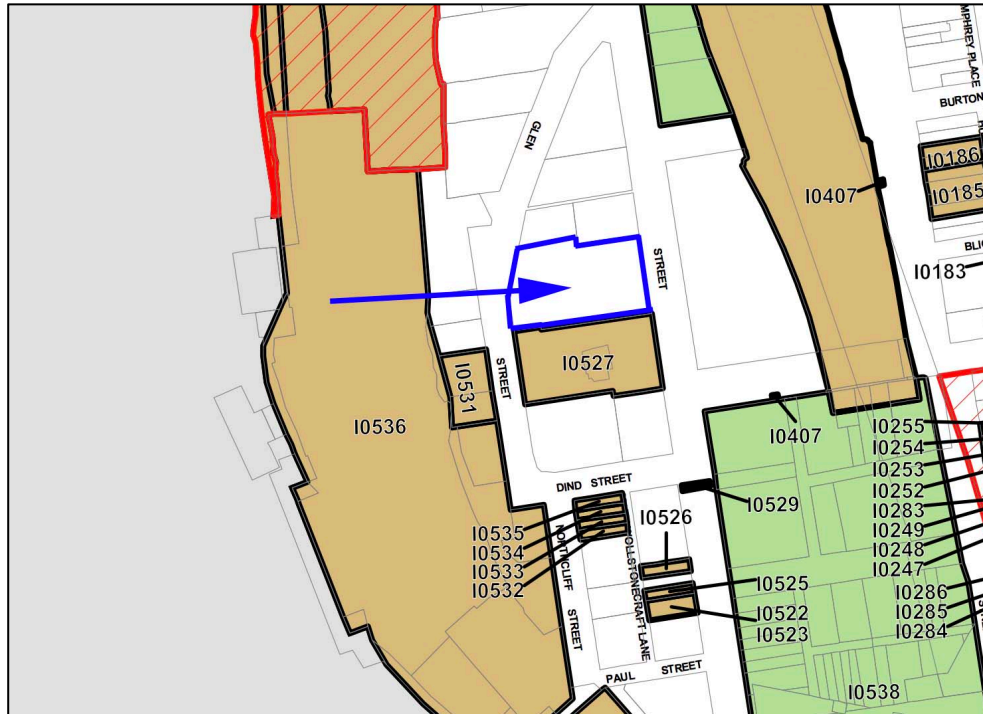 MPHREY PLACE
BURTON
GLEN
I0186
I0185
I0407
BLIG
I0183
STREET
I0527
STREET
I0531
I0536
I0407
I0255
I0254
I0253
I0252
I0283
I0249
I0248
I0247
I0286
I0285
I0284
DIND STREET
I0529
I0526
I0535
I0534
I0533
I0532
NORTHCLIFF
STREET
OLLSTONECRAFT LANE
I0525
I0522
I0523
PAUL STREET
I0538